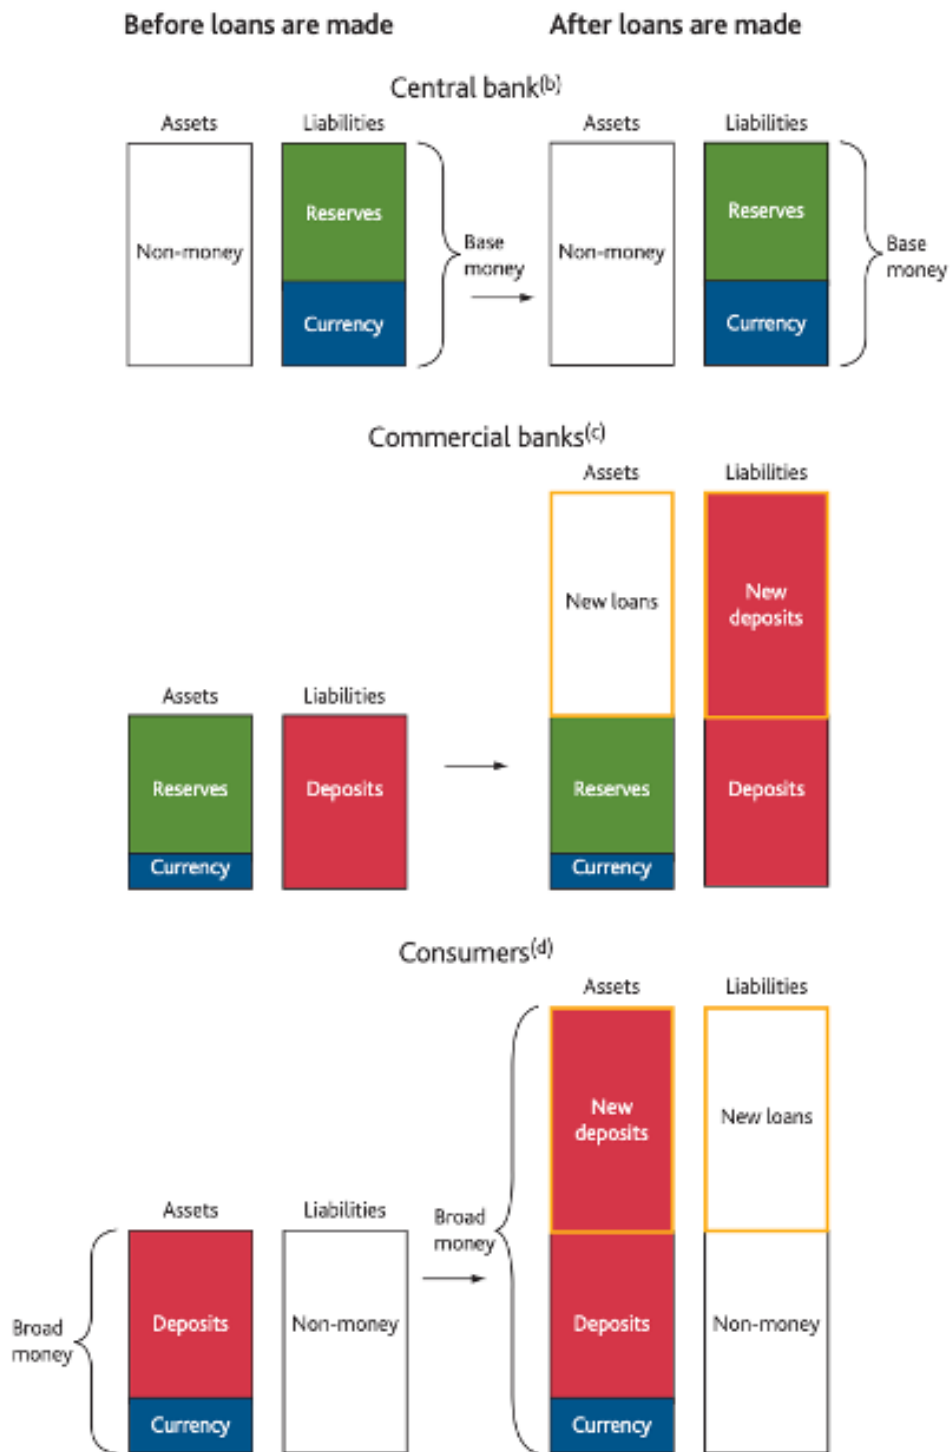 Before loans are made
After loans are made
Central bank(b)
Assets
Liabilities
Assets
Liabilities
Non-money
Reserves
Currency
Base
money
Non-money
Reserves
Currency
Base
money
Commercial banks(c)
Assets
Liabilities
New loans
New
deposits
Assets
Liabilities
Reserves
Deposits
Currency
Reserves
Deposits
Currency
Consumers(d)
Assets
Liabilities
New
deposits
New loans
Assets
Liabilities
Broad
money
Deposits
Non-money
Currency
Broad
money
Deposits
Non-money
Currency